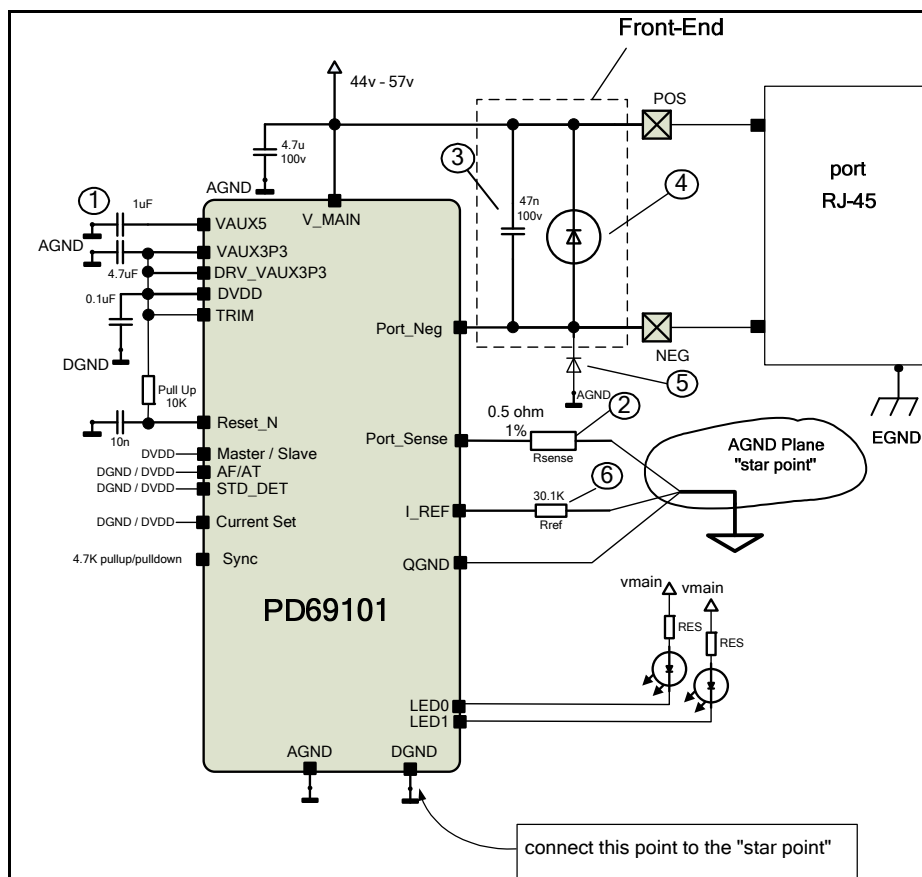 Front-End
44v - 57v
POS
4.7u
100v
3
4
port
RJ-45
AGND
1
1uF
47n
100v
VAUX5
V_MAIN
AGND
VAUX3P3
4.7uF
DRV_VAUX3P3
DVDD
0.1uF
TRIM
Port_Neg
DGND
NEG
Pull Up
10K
5
AGND
EGND
Reset_N
10n
0.5 ohm
1%
2
Port_Sense
Rsense
AGND Plane
"star point"
DVDD
Master / Slave
DGND / DVDD
AF/AT
DGND / DVDD
STD_DET
6
30.1K
I_REF
Rref
DGND / DVDD
Current Set
4.7K pullup/pulldown
Sync
QGND
PD69101
vmain
vmain
RES
RES
LED0
LED1
AGND
DGND
connect this point to the "star point"